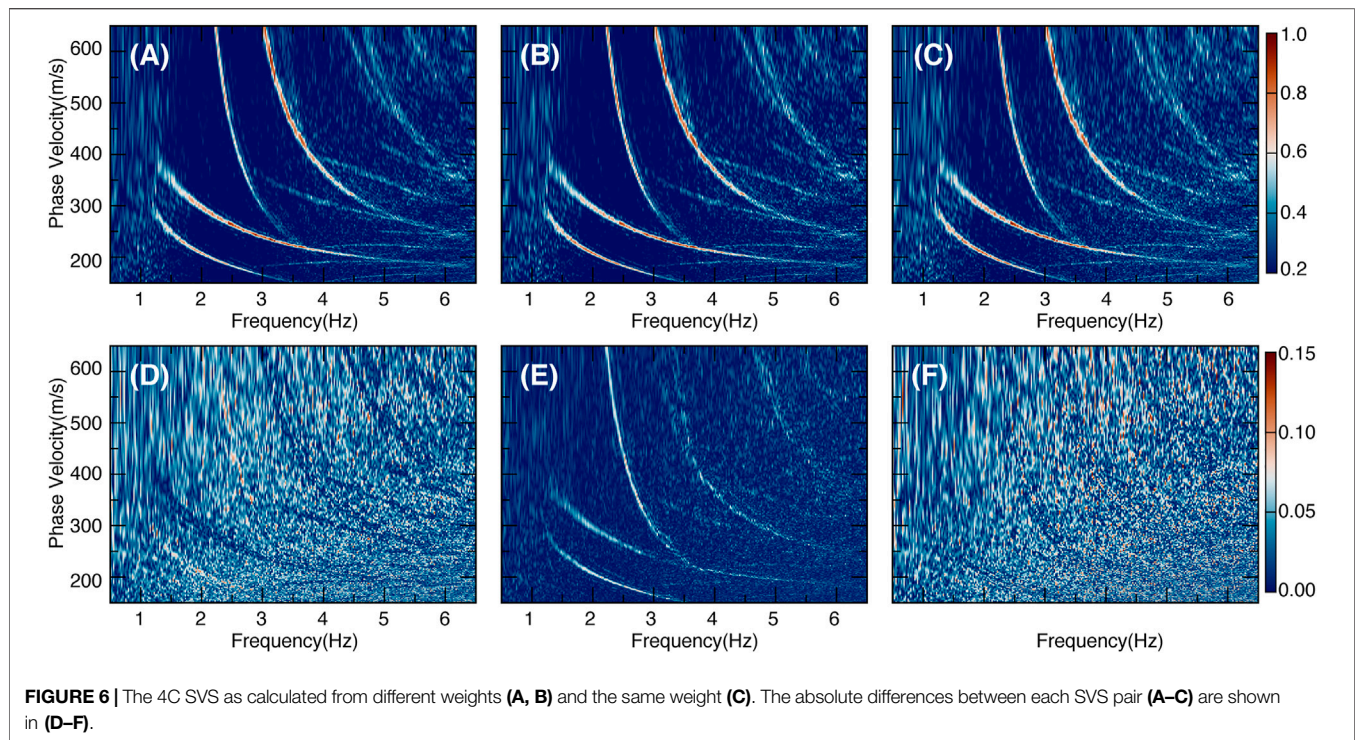 (A)
(B)
(C)
Phase Velocity(m/s)
600
500
400
300
200
1 2 3 4 5 6
Frequency(Hz)
1 2 3 4 5 6
Frequency(Hz)
1 2 3 4 5 6
Frequency(Hz)
1.0
0.8
0.6
0.4
0.2
(D)
(E)
(F)
Phase Velocity(m/s)
600
500
400
300
200
1 2 3 4 5 6
Frequency(Hz)
1 2 3 4 5 6
Frequency(Hz)
Frequency(Hz)
0.15
0.10
0.05
0.00
FIGURE 6 | The 4C SVS as calculated from different weights (A, B) and the same weight (C). The absolute differences between each SVS pair (A–C) are shown
in (D–F).